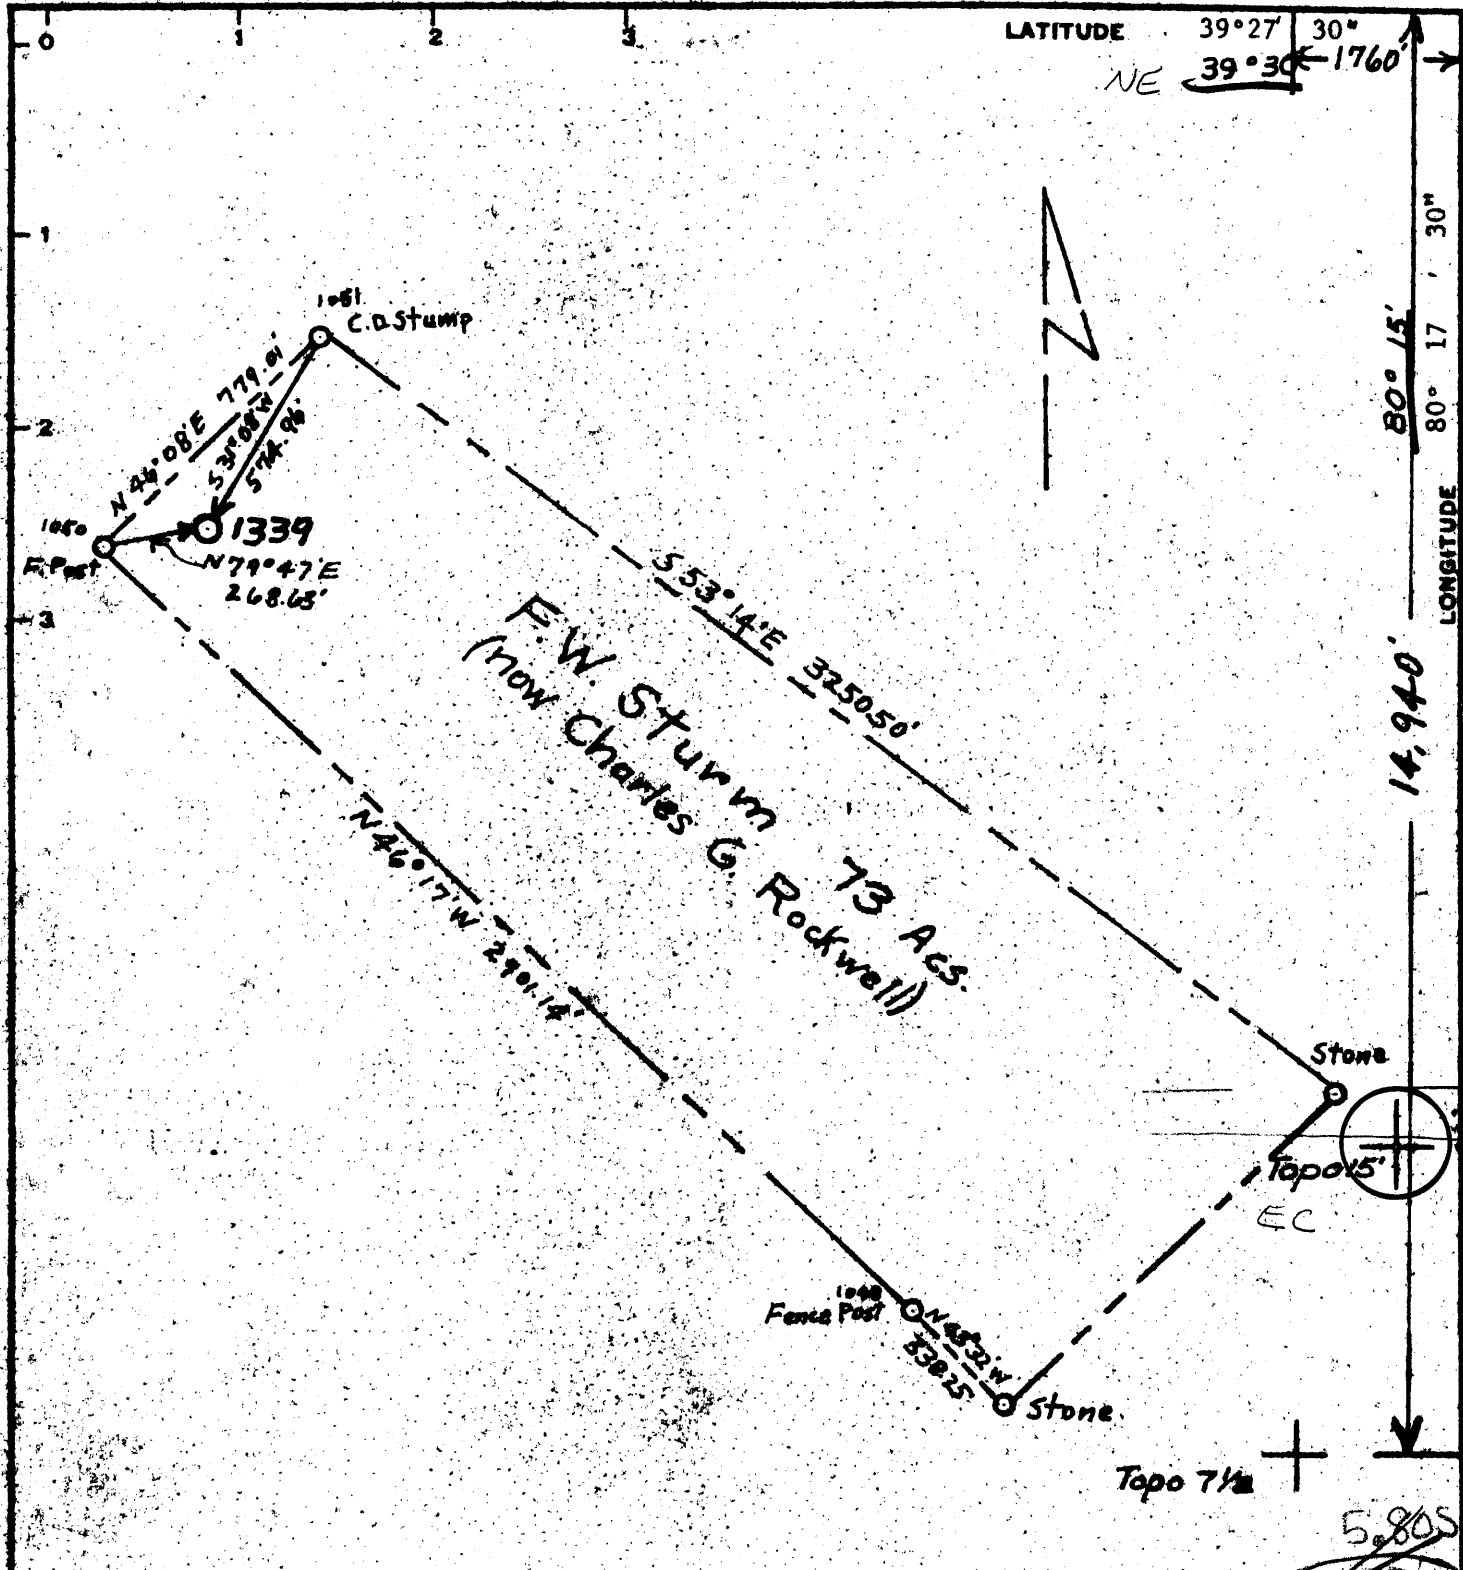 0 1 2 3
LATITUDE 39°27' 30"
NE 39°30 1760'
1
2
3
1051
C.O. Stump
N 46°08'E 779.01'
S 31°08'W
574.96'
1050
F. Post
1339
N 79°47'E
268.63'
S 53°14'E 3250.50'
F.W. Sturm 73 Acs.
(now Charles G. Rockwell)
N 46°17'W 2901.14'
80° 15'
80° 17 ' 30"
LONGITUDE
14,940'
Stone
Topo 15'
EC
1048
Fence Post
N 45°32'W
338.25
Stone
Topo 7½